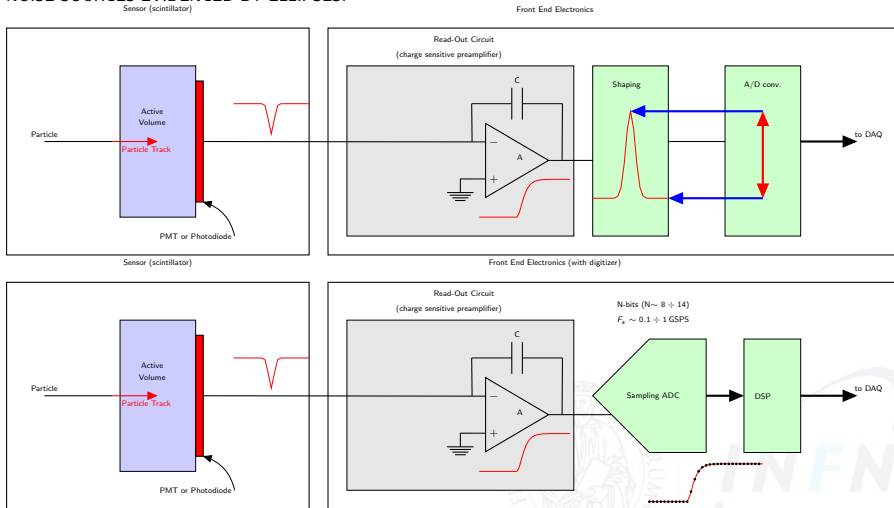 NOISE SOURCES EVIDENCED BY ELLIPSES.
Sensor (scintillator)
Front End Electronics
Read-Out Circuit
(charge sensitive preamplifier)
C
Shaping
A/D conv.
Active
Volume
Particle
Particle Track
−
A
+
to DAQ
PMT or Photodiode
Sensor (scintillator)
Front End Electronics (with digitizer)
Read-Out Circuit
(charge sensitive preamplifier)
N-bits (N∼ 8 ÷ 14)
Fs ∼ 0.1 ÷ 1 GSPS
C
Active
Volume
Particle
Particle Track
−
A
+
Sampling ADC
DSP
to DAQ
PMT or Photodiode
INFN